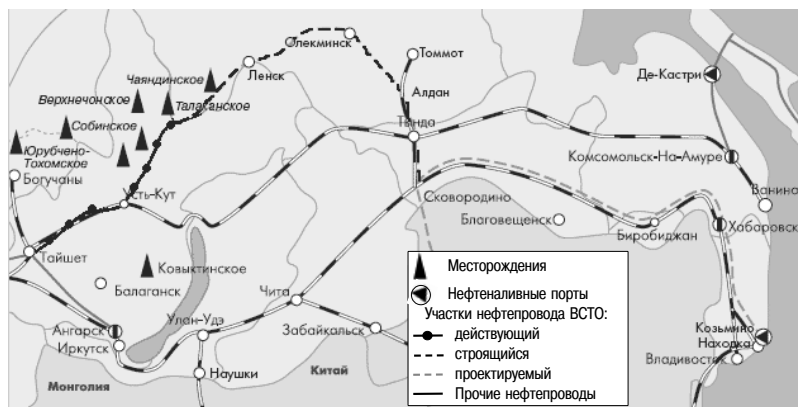 Олекминск
Томмот
Ленск
Чаяндинское
Де-Кастри
Алдан
Верхнечонское
Талаканское
Тында
Собинское
Юрубчено-
Тохомское
Комсомольск-На-Амуре
Богучаны
Усть-Кут
Сковородино
Ванина
Благовещенск
Хабаровск
Биробиджан
Тайшет
Ковыктинское
Балаганск
Чита
Ангарск
Улан-Удэ
Иркутск
Забайкальск
Наушки
Монголия
Китай
Месторождения
Нефтеналивные порты
Участки нефтепровода ВСТО:
действующий
строящийся
проектируемый
Прочие нефтепроводы
Козьмино
Находка
Владивосток